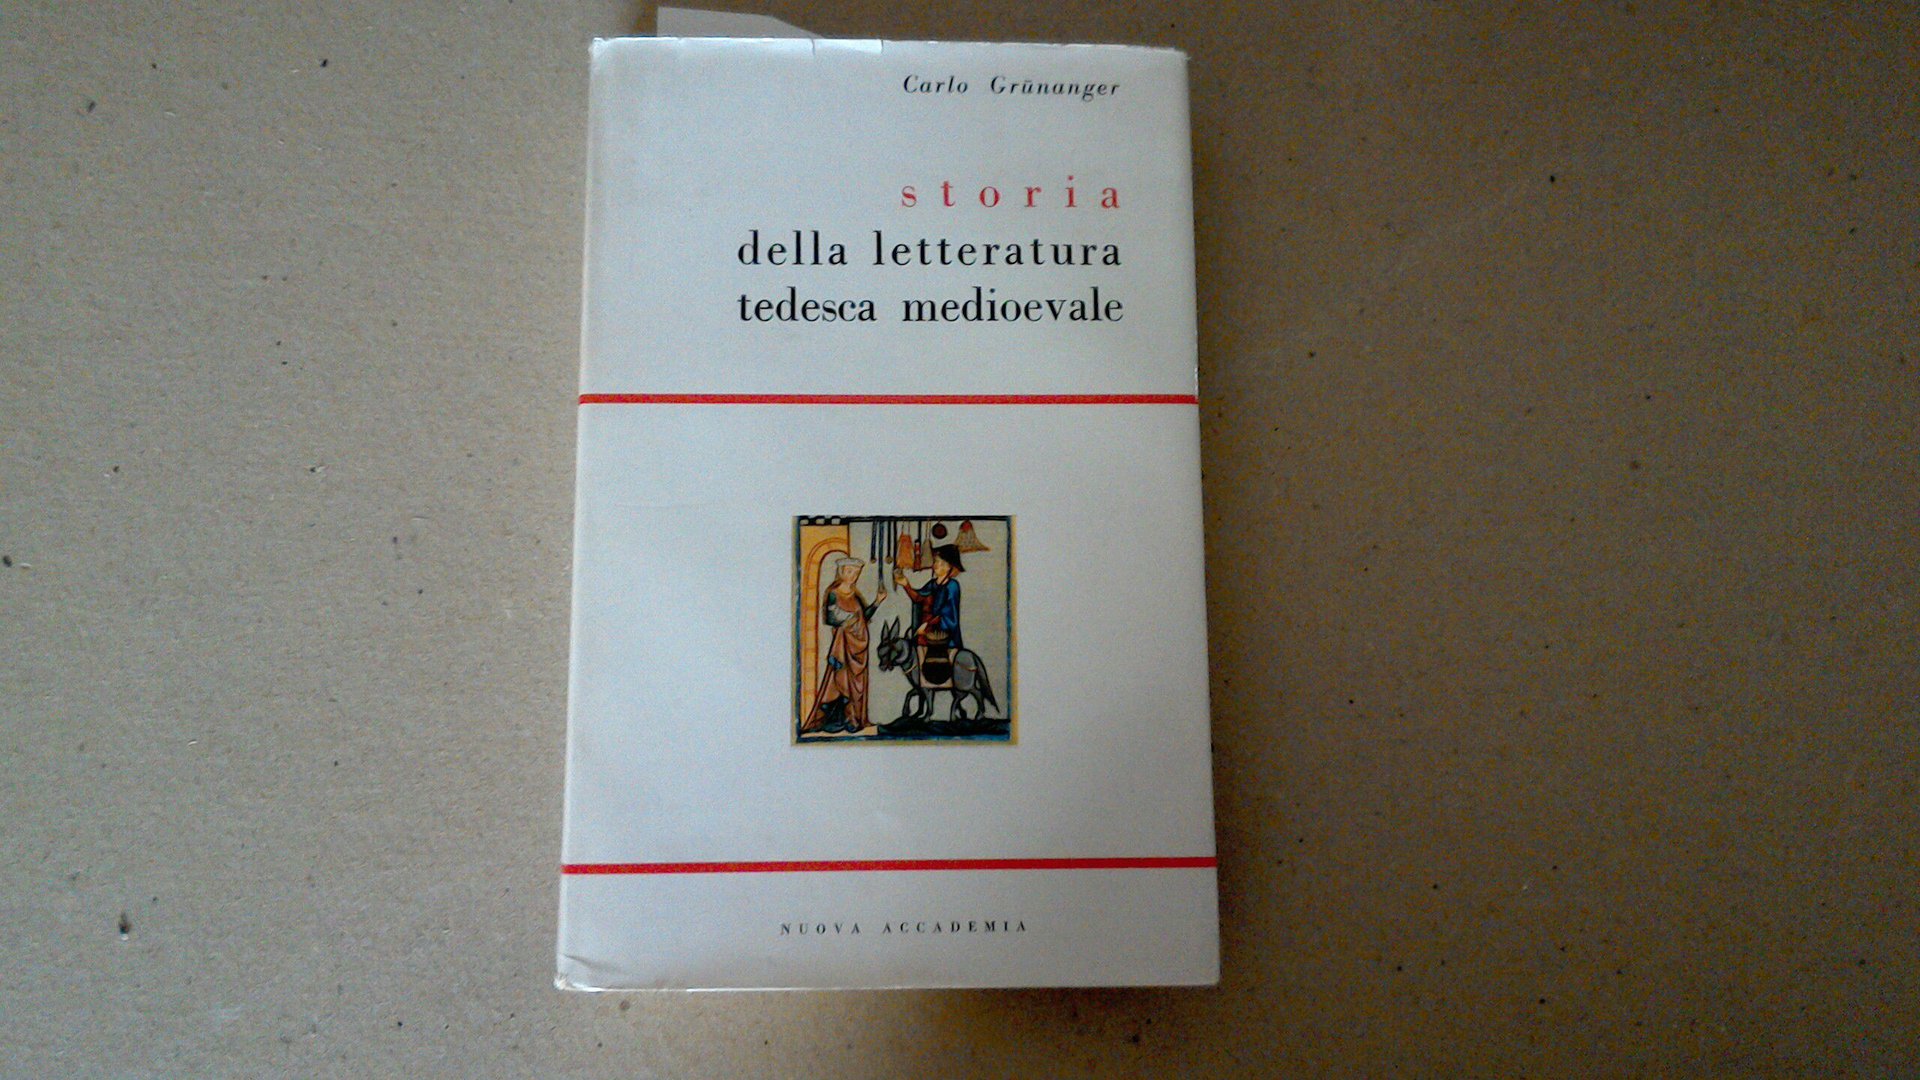 Carlo Grünanger
storia
della letteratura
tedesca medioevale
NUOVA ACCADEMIA